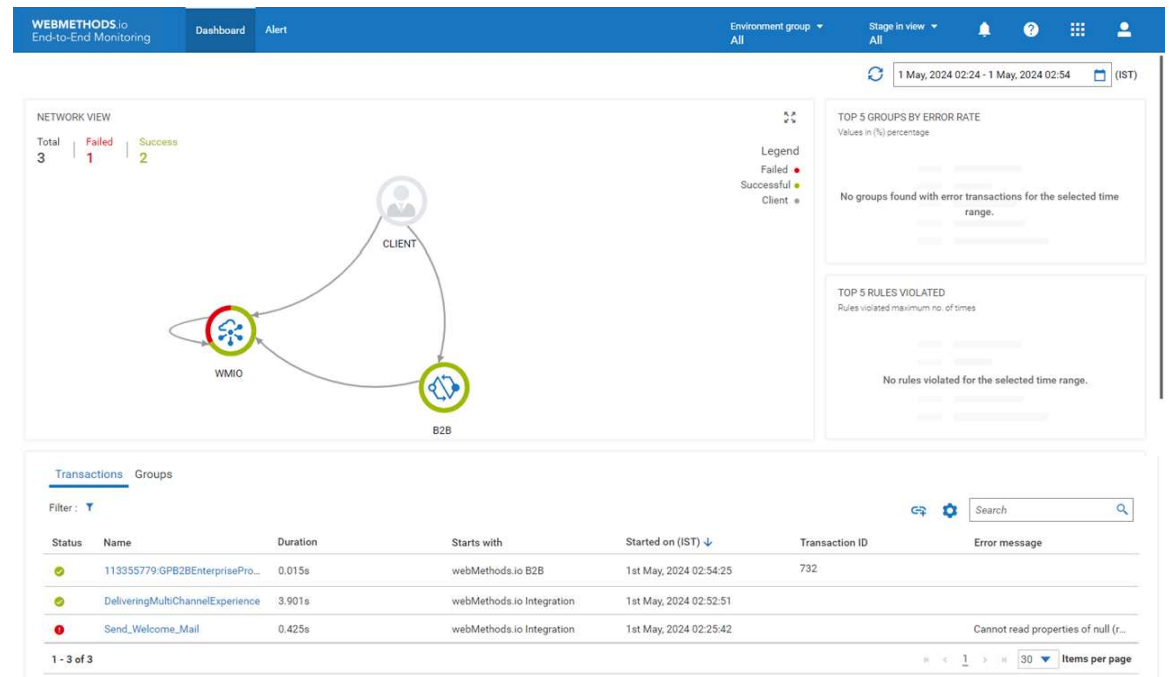 WEBMETHODS.io
End-to-End Monitoring
Dashboard
Alert
Environment group
All
Stage in view
All
1 May, 2024 02:24 - 1 May, 2024 02:54
(IST)
NETWORK VIEW
Total
3
Failed
1
Success
2
Legend
Failed
Successful
Client
CLIENT
WMIO
B2B
TOP 5 GROUPS BY ERROR RATE
Values in (%) percentage
No groups found with error transactions for the selected time
range.
TOP 5 RULES VIOLATED
Rules violated maximum no. of times
No rules violated for the selected time range.
Transactions Groups
Filter :
Search
Status Name Duration Starts with Started on (IST) Transaction ID Error message
113355779:GPB2BEnterprisePro... 0.015s webMethods.io B2B 1st May, 2024 02:54:25 732
DeliveringMultiChannelExperience 3.901s webMethods.io Integration 1st May, 2024 02:52:51
Send_Welcome_Mail 0.425s webMethods.io Integration 1st May, 2024 02:25:42 Cannot read properties of null (r...
1 - 3 of 3
« < 1 > » 30 Items per page